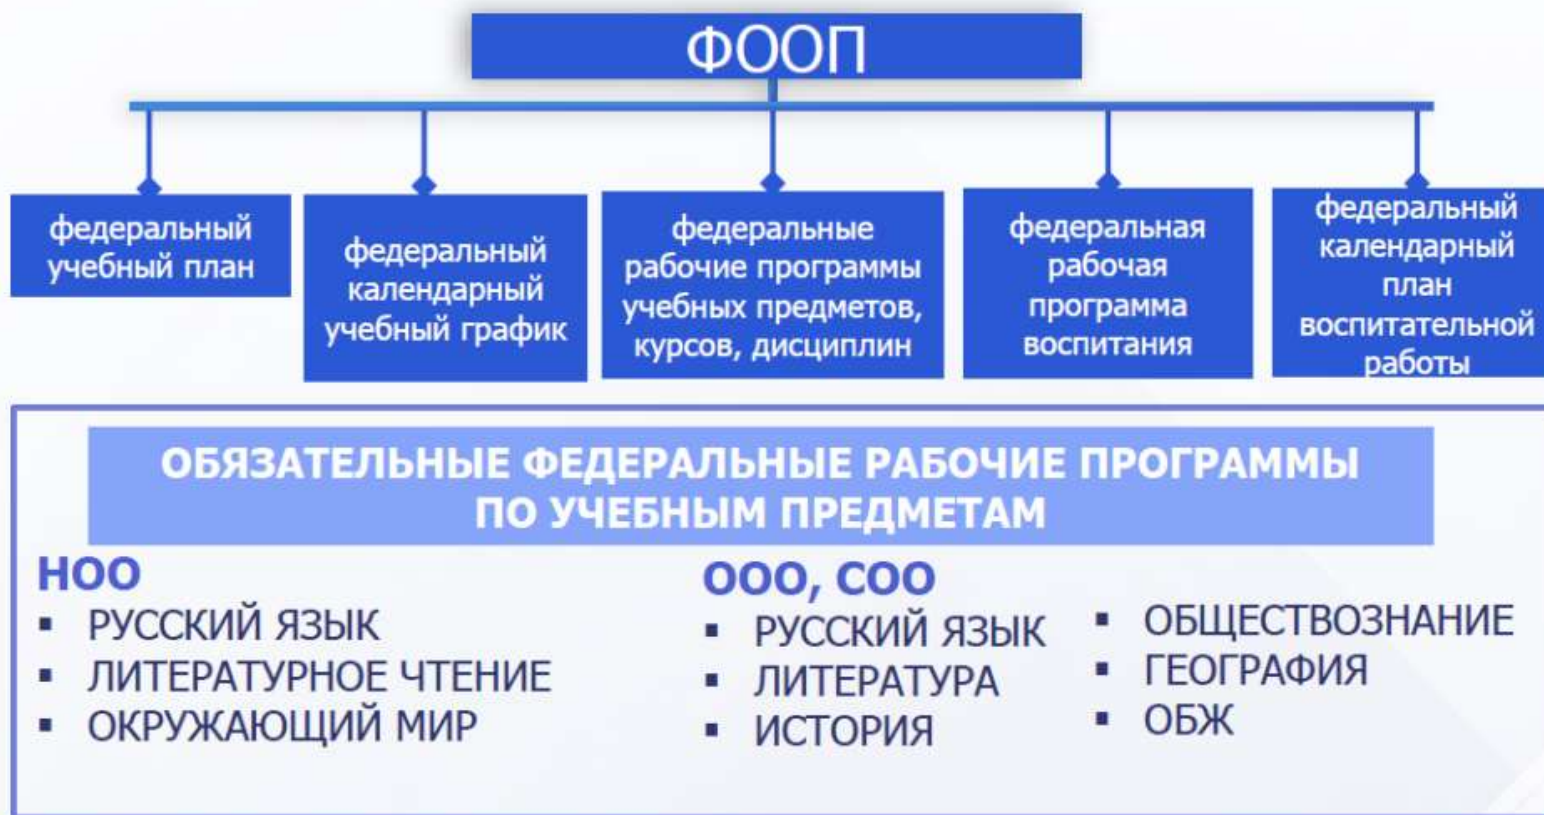 ФООП
федеральный
учебный план
федеральный
календарный
учебный график
федеральные
рабочие программы
учебных предметов,
курсов, дисциплин
федеральная
рабочая
программа
воспитания
федеральный
календарный
план
воспитательной
работы
ОБЯЗАТЕЛЬНЫЕ ФЕДЕРАЛЬНЫЕ РАБОЧИЕ ПРОГРАММЫ
ПО УЧЕБНЫМ ПРЕДМЕТАМ
НОО
▪ РУССКИЙ ЯЗЫК
▪ ЛИТЕРАТУРНОЕ ЧТЕНИЕ
▪ ОКРУЖАЮЩИЙ МИР
ООО, СОО
▪ РУССКИЙ ЯЗЫК
▪ ЛИТЕРАТУРА
▪ ИСТОРИЯ
▪ ОБЩЕСТВОЗНАНИЕ
▪ ГЕОГРАФИЯ
▪ ОБЖ